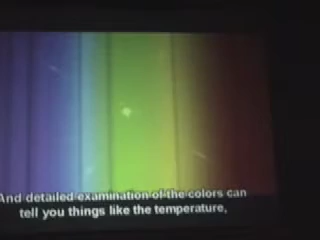 And detailed examination of the colors can
tell you things like the temperature,